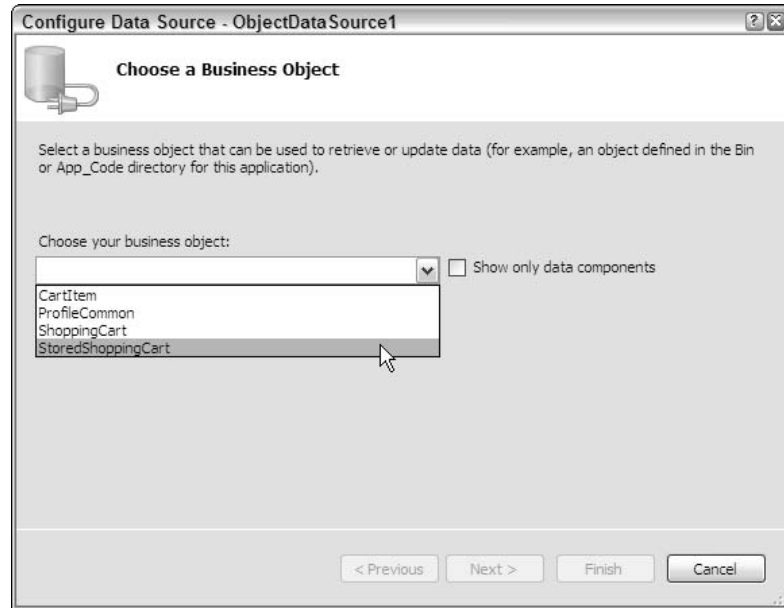 Configure Data Source - ObjectDataSource1
Choose a Business Object
Select a business object that can be used to retrieve or update data (for example, an object defined in the Bin
or App_Code directory for this application).
Choose your business object:
Show only data components
CartItem
ProfileCommon
ShoppingCart
StoredShoppingCart
< Previous
Next >
Finish
Cancel